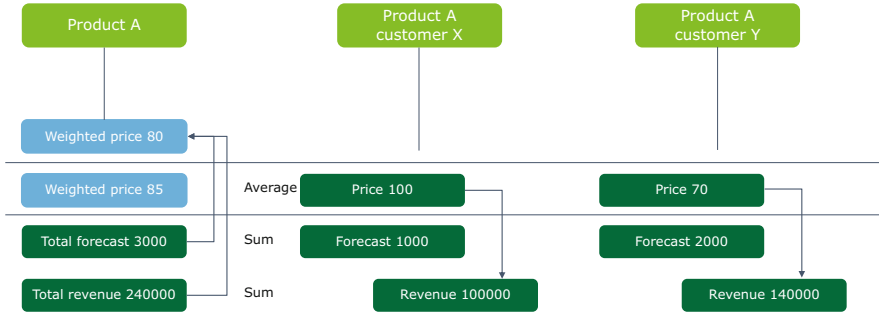 Product A
Product A
customer X
Product A
customer Y
Weighted price 80
Weighted price 85
Average
Price 100
Price 70
Total forecast 3000
Sum
Forecast 1000
Forecast 2000
Total revenue 240000
Sum
Revenue 100000
Revenue 140000